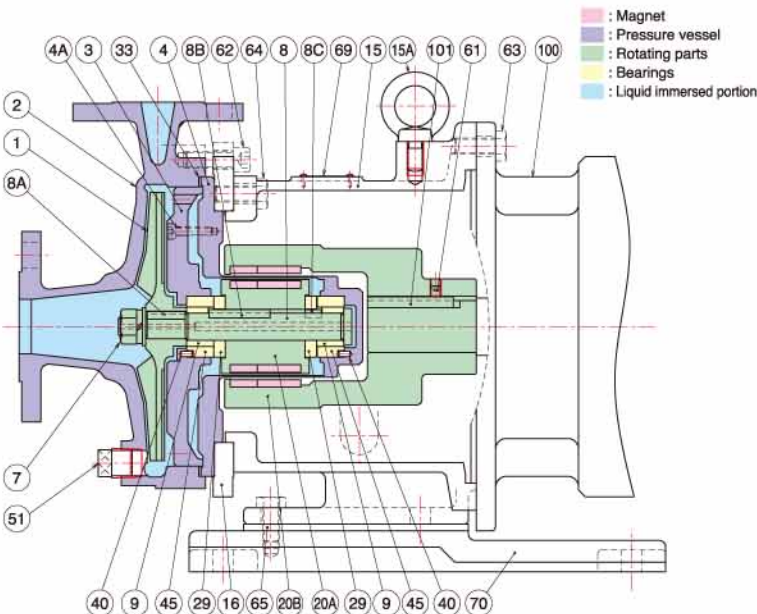 4A 3 33 4 8B 62 64 8 8C 69 15 15A 101 61 63 100
: Magnet
: Pressure vessel
: Rotating parts
: Bearings
: Liquid immersed portion
2
1
8A
7
51
40 9 45 29 16 65 20B 20A 29 9 45 40 70